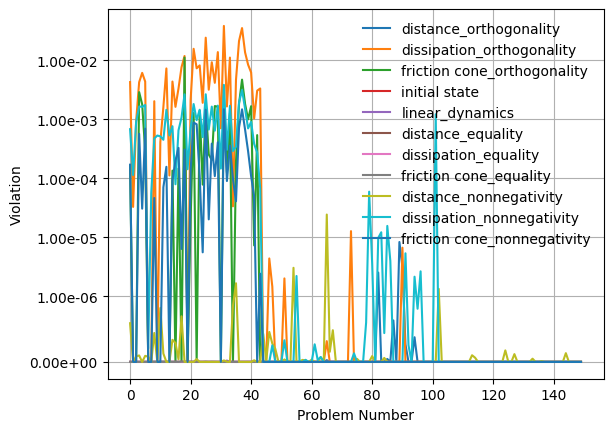 1.00e-02
1.00e-03
1.00e-04
1.00e-05
1.00e-06
0.00e+00
Violation
0 20 40 60 80 100 120 140
Problem Number
distance_orthogonality
dissipation_orthogonality
friction cone_orthogonality
initial state
linear_dynamics
distance_equality
dssipation_equality
friction cone_equality
distance_nonnegativity
dissipation_nonnegativity
friction cone_nonnegativity